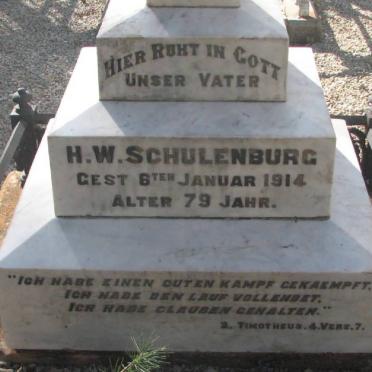 HIER RUHT IN GOTT
UNSER VATER
H.W. SCHULENBURG
GEST 6TEN JANUAR 1914
ALTER 79 JAHR.
"ICH HABE EINEN GUTEN KAMPF GEKAEMPFT,
ICH HABE DEN LAUF VOLLENDET,
ICH HABE GLAUBEN GEHALTEN."
2. TIMOTHEUS. 4. VERS. 7.